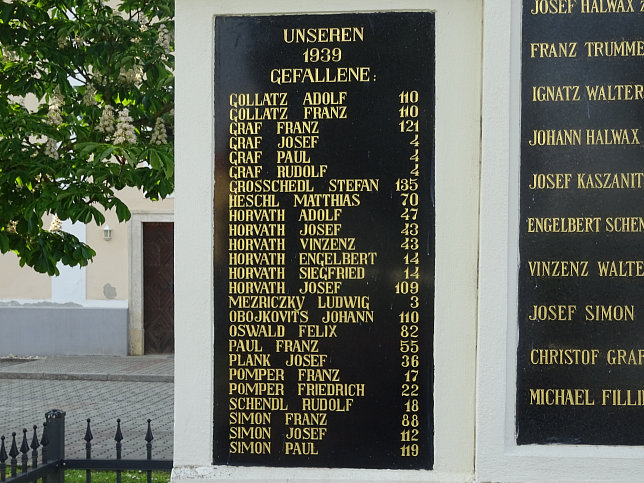 UNSEREN
1939
GEFALLENE:
GOLLATZ ADOLF 110
GOLLATZ FRANZ 110
GRAF FRANZ 121
GRAF JOSEF 4
GRAF PAUL 4
GRAF RUDOLF 4
GROSSCHEDL STEFAN 135
HESCHL MATTHIAS 70
HORVATH ADOLF 47
HORVATH JOSEF 43
HORVATH VINZENZ 43
HORVATH ENGELBERT 14
HORVATH SIEGFRIED 14
HORVATH JOSEF 109
MEZRICZKY LUDWIG 3
OBOJKOVITS JOHANN 110
OSWALD FELIX 82
PAUL FRANZ 55
PLANK JOSEF 36
POMPER FRANZ 17
POMPER FRIEDRICH 22
SCHENDL RUDOLF 18
SIMON FRANZ 88
SIMON JOSEF 112
SIMON PAUL 119
JOSEF HALWAX
FRANZ TRUMME
IGNATZ WALTER
JOHANN HALWAX
JOSEF KASZANIT
ENGELBERT SCHEN
VINZENZ WALTE
JOSEF SIMON
CHRISTOF GRAF
MICHAEL FILLI